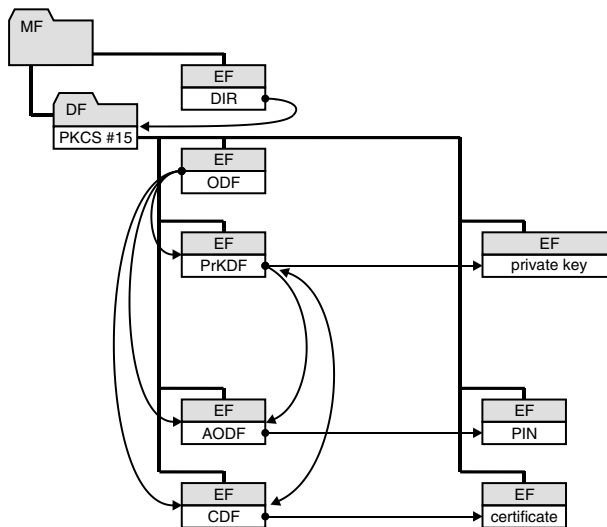 MF
EF
DIR
DF
PKCS #15
EF
ODF
EF
PrKDF
EF
private key
EF
AODF
EF
PIN
EF
CDF
EF
certificate